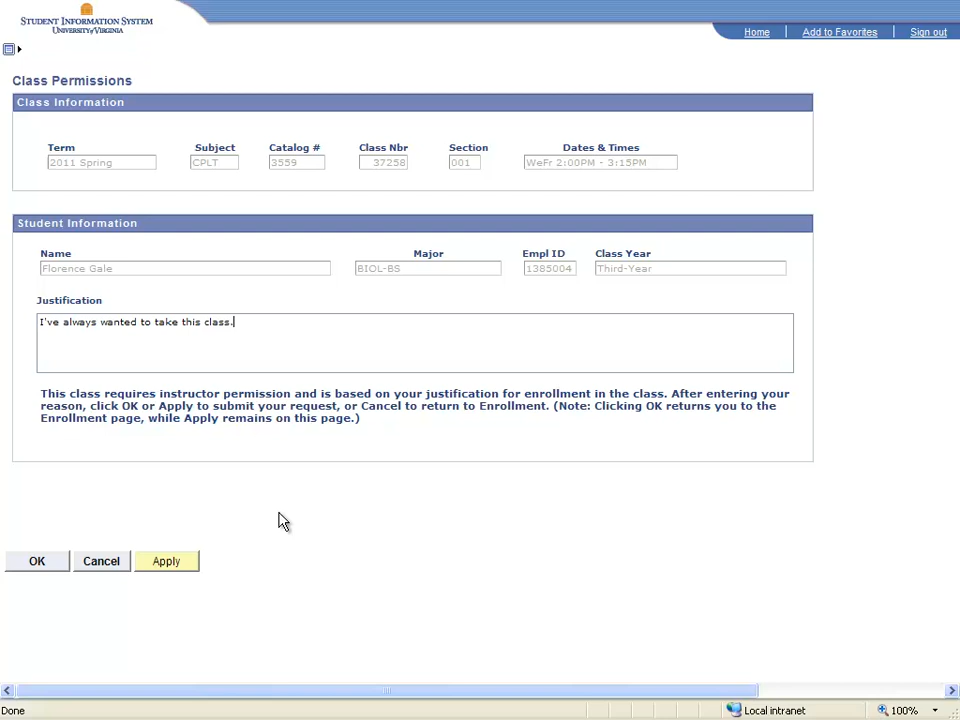 STUDENT INFORMATION SYSTEM
UNIVERSITY of VIRGINIA
Home Add to Favorites Sign out
Class Permissions
Class Information
Term Subject Catalog # Class Nbr Section Dates & Times
2011 Spring CPLT 3559 37258 001 WeFr 2:00PM - 3:15PM
Student Information
Name Major Empl ID Class Year
Florence Gale BIOL-BS 1385004 Third-Year
Justification
I've always wanted to take this class.
This class requires instructor permission and is based on your justification for enrollment in the class. After entering your
reason, click OK or Apply to submit your request, or Cancel to return to Enrollment. (Note: Clicking OK returns you to the
Enrollment page, while Apply remains on this page.)
OK Cancel Apply
Done Local intranet 100%